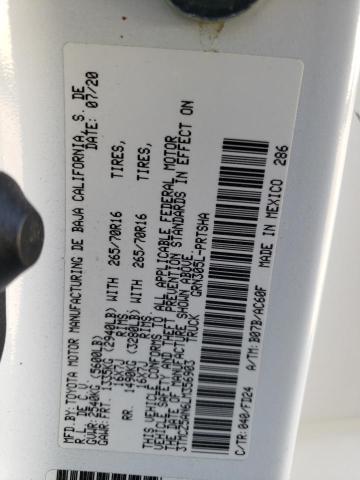 MFD.BY:TOYOTA MOTOR MANUFACTURING DE BAJA CALIFORNIA, S. DE
R.L. DE C.V. DATE: 07/20
GVWR: 2540KG (5600LB)
GAWR:FRT. 1335KG (2940LB) WITH 265/70R16 TIRES,
16X7J RIMS.
RR. 1490KG (3280LB) WITH 265/70R16 TIRES,
16X7J RIMS.
THIS VEHICLE CONFORMS TO ALL APPLICABLE FEDERAL MOTOR
VEHICLE SAFETY AND THEFT PREVENTION STANDARDS IN EFFECT ON
THE DATE OF MANUFACTURE SHOWN ABOVE.
TRUCK GRN305L-PRTSMA
C/TR: 040/FD24 A/TM: B07B/AC60F MADE IN MEXICO 286